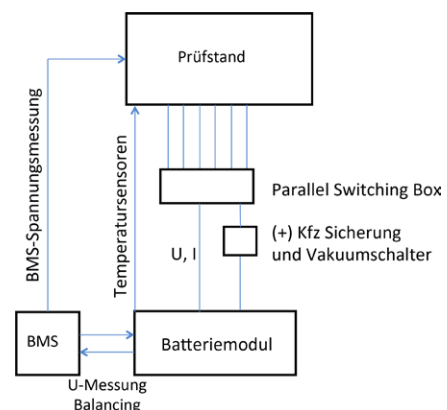 Prüfstand
BMS-Spannungsmessung
Temperatursensoren
Parallel Switching Box
(+) Kfz Sicherung
und Vakuumschalter
U, I
BMS
Batteriemodul
U-Messung
Balancing